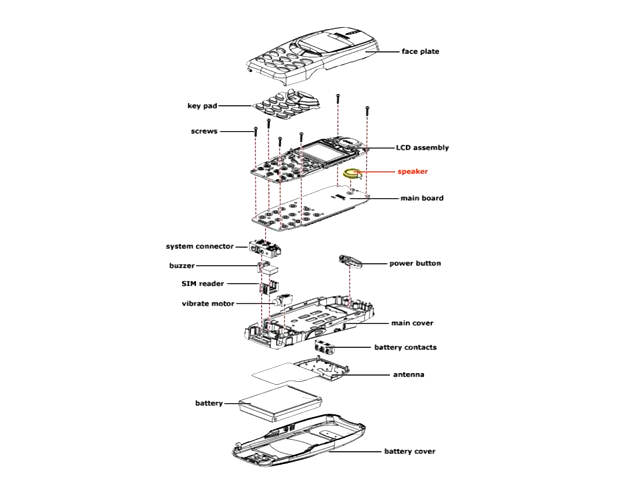 face plate
key pad
screws
LCD assembly
speaker
main board
system connector
buzzer
power button
SIM reader
vibrate motor
main cover
battery contacts
antenna
battery
battery cover